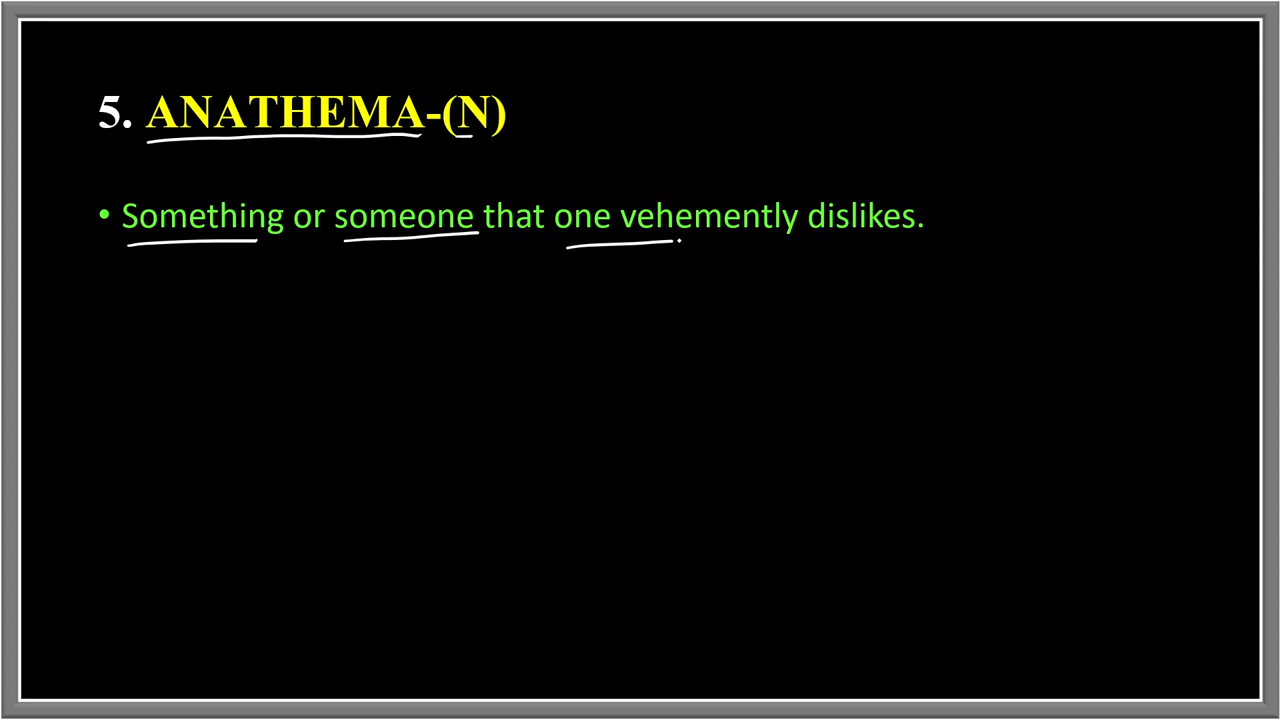 5. ANATHEMA-(N)
• Something or someone that one vehemently dislikes.